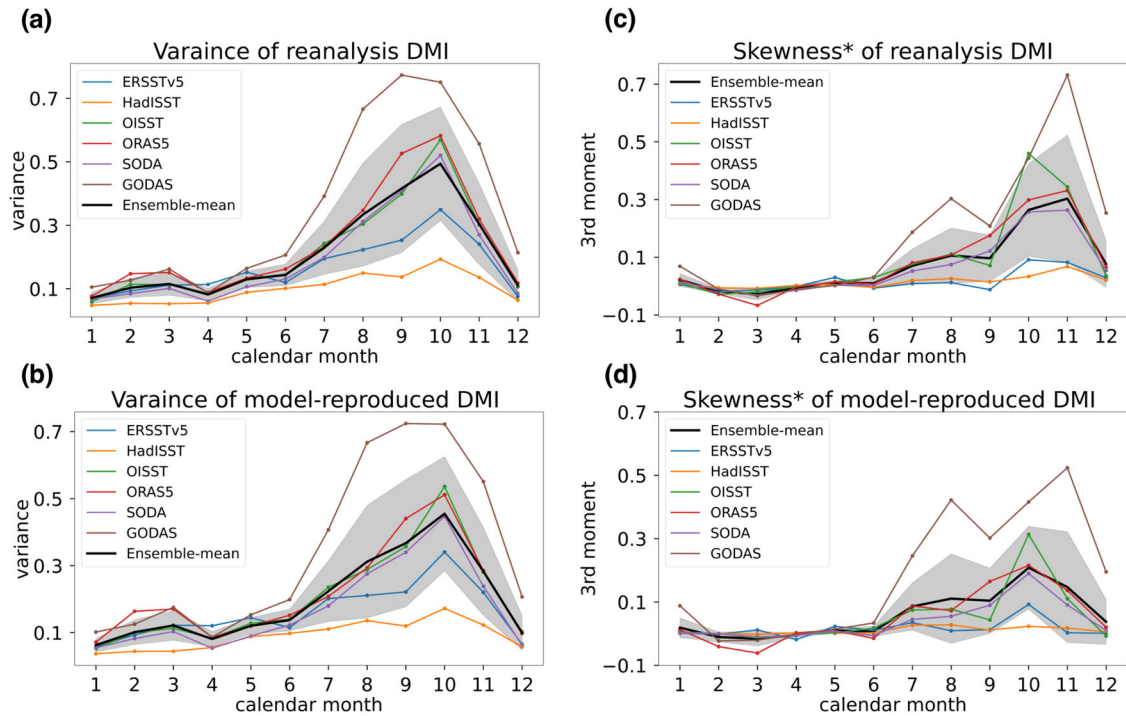 (a)
Varaince of reanalysis DMI
ERSSTv5
HadISST
OISST
ORAS5
SODA
GODAS
Ensemble-mean
variance
0.7
0.5
0.3
0.1
1 2 3 4 5 6 7 8 9 10 11 12
calendar month
(c)
Skewness* of reanalysis DMI
Ensemble-mean
ERSSTv5
HadISST
OISST
ORAS5
SODA
GODAS
3rd moment
0.7
0.5
0.3
0.1
−0.1
1 2 3 4 5 6 7 8 9 10 11 12
calendar month
(b)
Varaince of model-reproduced DMI
ERSSTv5
HadISST
OISST
ORAS5
SODA
GODAS
Ensemble-mean
variance
0.7
0.5
0.3
0.1
1 2 3 4 5 6 7 8 9 10 11 12
calendar month
(d)
Skewness* of model-reproduced DMI
Ensemble-mean
ERSSTv5
HadISST
OISST
ORAS5
SODA
GODAS
3rd moment
0.7
0.5
0.3
0.1
−0.1
1 2 3 4 5 6 7 8 9 10 11 12
calendar month